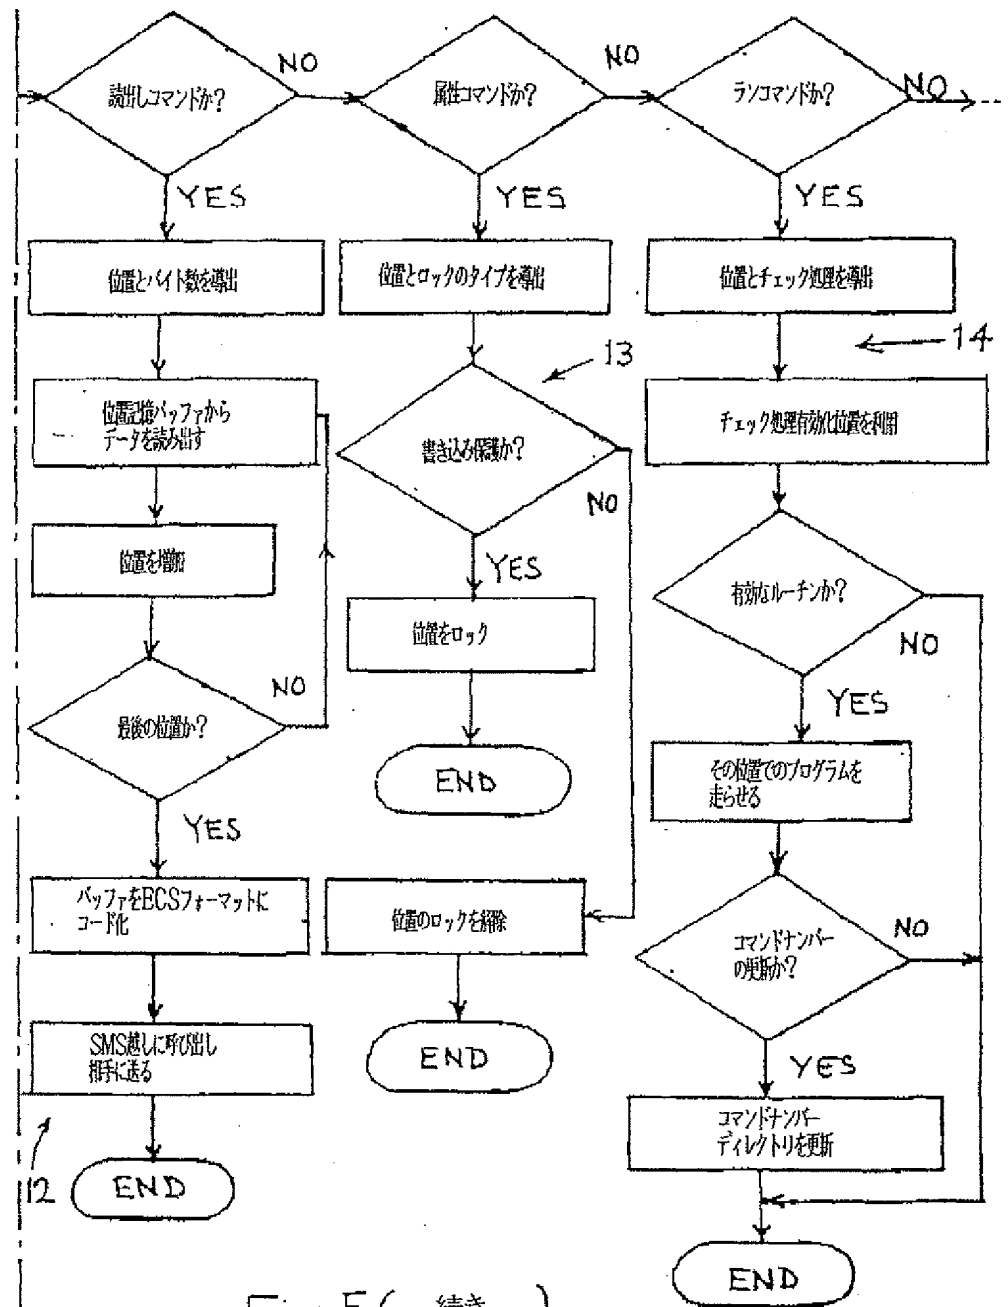 読出しコマンドか?
NO
YES
位置とバイト数を導出
位置記憶バッファから
データを読み出す
位置を増加
最後の位置か?
NO
YES
バッファをECSフォーマットに
コード化
SMS越しに呼び出し
相手に送る
12
END
属性コマンドか?
NO
YES
位置とロックのタイプを導出
13
書き込み保護か?
NO
YES
位置をロック
END
位置のロックを解除
END
ランコマンドか?
NO
YES
位置とチェック処理を導出
14
チェック処理有効化位置を利用
有効なルーチンか?
NO
YES
その位置でのプログラムを
走らせる
コマンドナンバー
の更新か?
NO
YES
コマンドナンバー
ディレクトリを更新
END
Fig. 5 ( 続き )